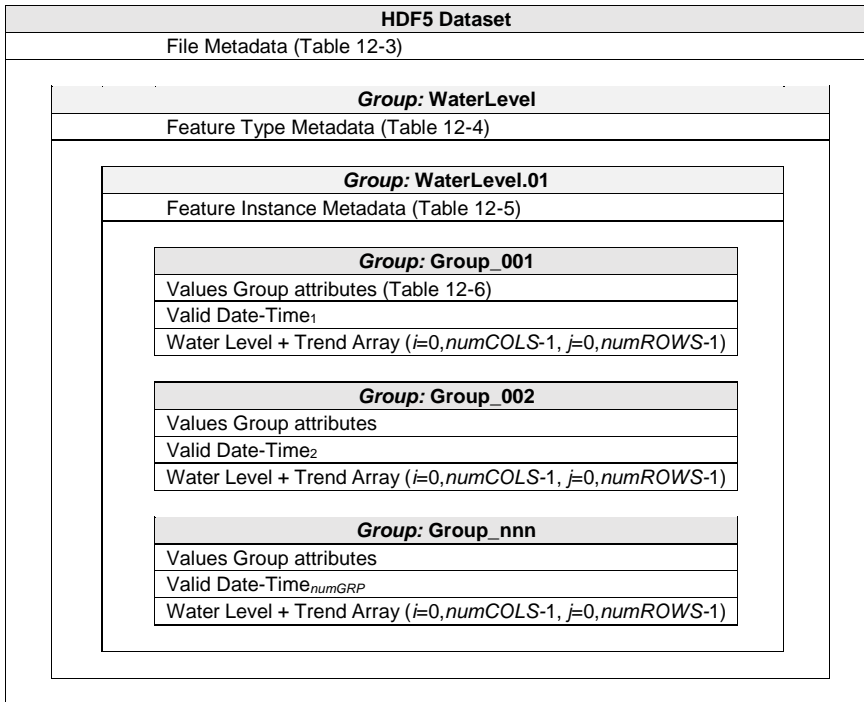 HDF5 Dataset
File Metadata (Table 12-3)
Group: WaterLevel
Feature Type Metadata (Table 12-4)
Group: WaterLevel.01
Feature Instance Metadata (Table 12-5)
Group: Group_001
Values Group attributes (Table 12-6)
Valid Date-Time1
Water Level + Trend Array (i=0,numCOLS-1, j=0,numROWS-1)
Group: Group_002
Values Group attributes
Valid Date-Time2
Water Level + Trend Array (i=0,numCOLS-1, j=0,numROWS-1)
Group: Group_nnn
Values Group attributes
Valid Date-TimenumGRP
Water Level + Trend Array (i=0,numCOLS-1, j=0,numROWS-1)